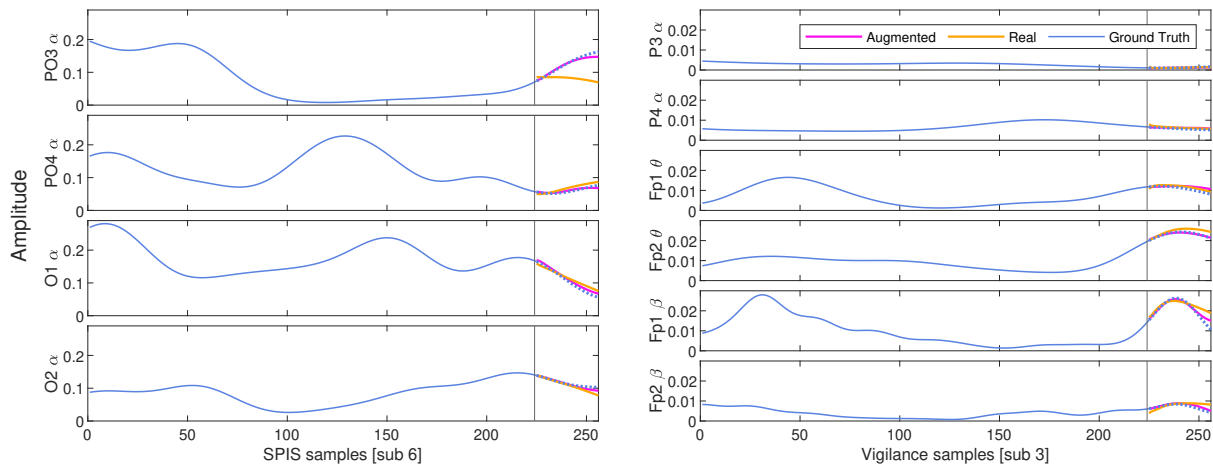 Amplitude
PO3 α
0.2
0.1
0
PO4 α
0.2
0.1
0
O1 α
0.2
0.1
0
O2 α
0.2
0.1
0
0 50 100 150 200 250
SPIS samples [sub 6]
Augmented Real Ground Truth
P3 α
0.02
0.01
0
P4 α
0.02
0.01
0
Fp1 θ
0.02
0.01
0
Fp2 θ
0.02
0.01
0
Fp1 β
0.02
0.01
0
Fp2 β
0.02
0.01
0
0 50 100 150 200 250
Vigilance samples [sub 3]